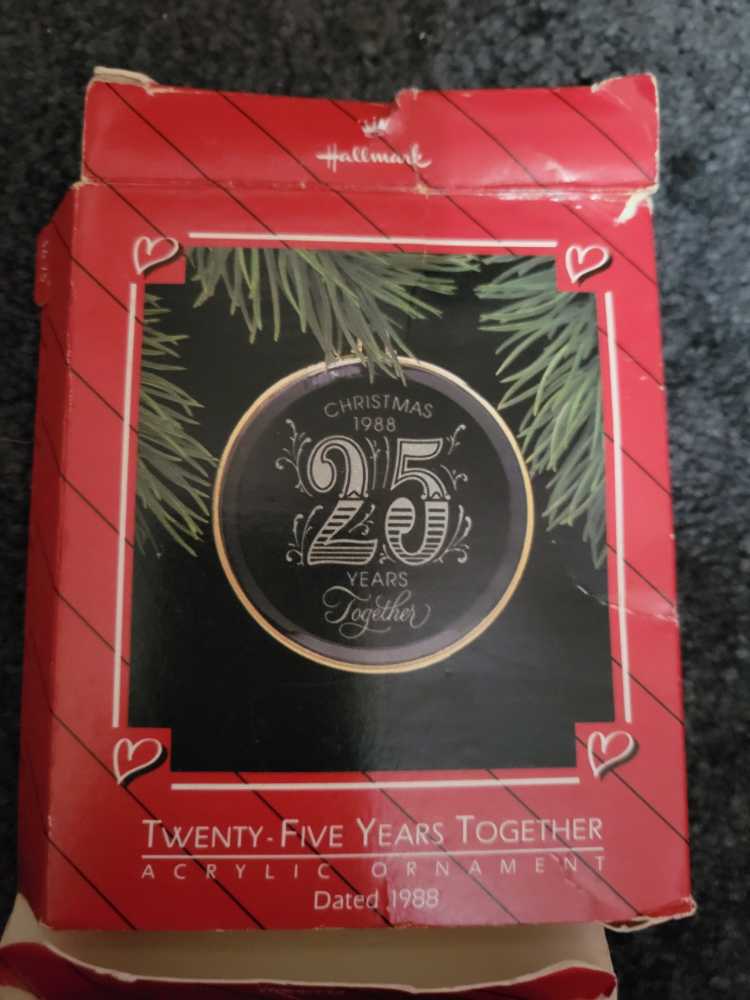 Hallmark
CHRISTMAS
1988
25
YEARS
Together
TWENTY-FIVE YEARS TOGETHER
ACRYLIC ORNAMENT
Dated 1988